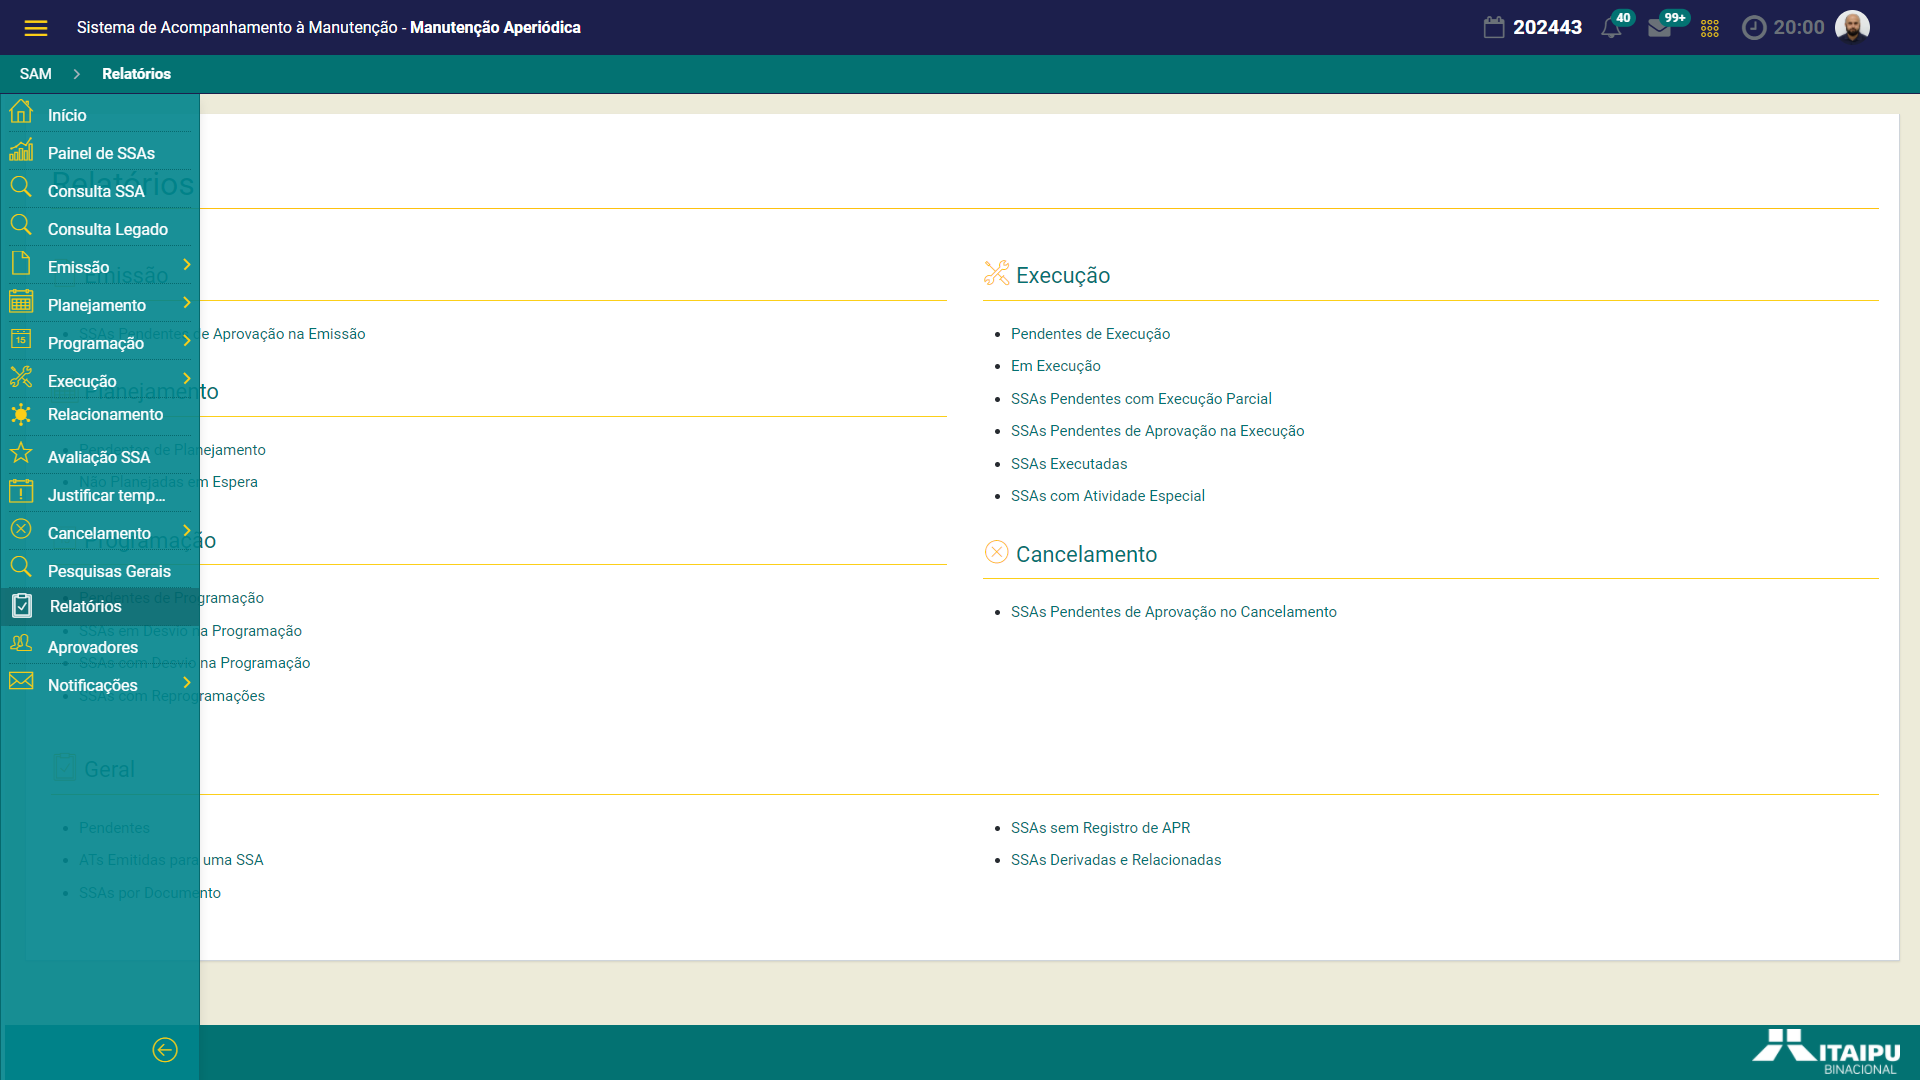 Sistema de Acompanhamento à Manutenção - Manutenção Aperiódica
202443
40
99+
20:00
SAM
Relatórios
Início
Painel de SSAs
Consulta SSA
Consulta Legado
Emissão
Planejamento
15
Programação
Execução
Relacionamento
Avaliação SSA
Justificar temp...
Cancelamento
Pesquisas Gerais
Relatórios
Aprovadores
Notificações
Relatórios
Emissão
SSAs Pendentes de Aprovação na Emissão
Planejamento
Pendentes de Planejamento
Não Planejadas em Espera
Programação
Pendentes de Programação
SSAs em Desvio na Programação
SSAs com Desvio na Programação
SSAs com Reprogramações
Execução
Pendentes de Execução
Em Execução
SSAs Pendentes com Execução Parcial
SSAs Pendentes de Aprovação na Execução
SSAs Executadas
SSAs com Atividade Especial
Cancelamento
SSAs Pendentes de Aprovação no Cancelamento
Geral
Pendentes
ATs Emitidas para uma SSA
SSAs por Documento
SSAs sem Registro de APR
SSAs Derivadas e Relacionadas
ITAIPU
BINACIONAL